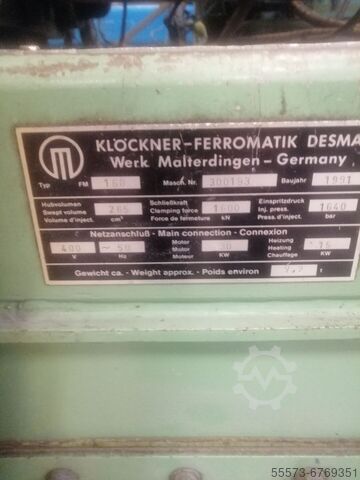 KLÖCKNER-FERROMATIK DESMA
Werk Malterdingen - Germany
Typ FM 160 Masch. Nr. 300193 Baujahr 1991
Hubvolumen Schließkraft Einspritzdruck
Swept volume 285 Clamping force 1600 Inj. press. 1640
Volume d'inject. cm³ Force de fermeture kN Press. d'inject. bar
Netzanschluß - Main connection - Connexion
Motor Heizung
400 ~ 50 Motor 30 Heating 16
V Hz Moteur KW Chauffage KW
Gewicht ca. - Weight approx. - Poids environ t
55573-6769351